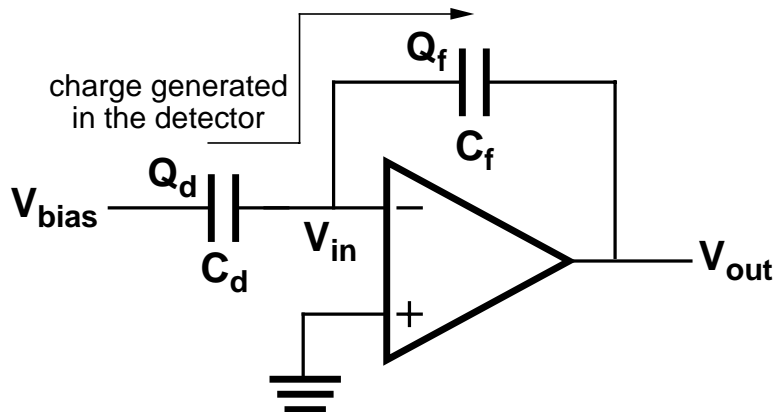 Q_f
charge generated
in the detector
C_f
Q_d
V_bias
V_in
C_d
V_out
−
+